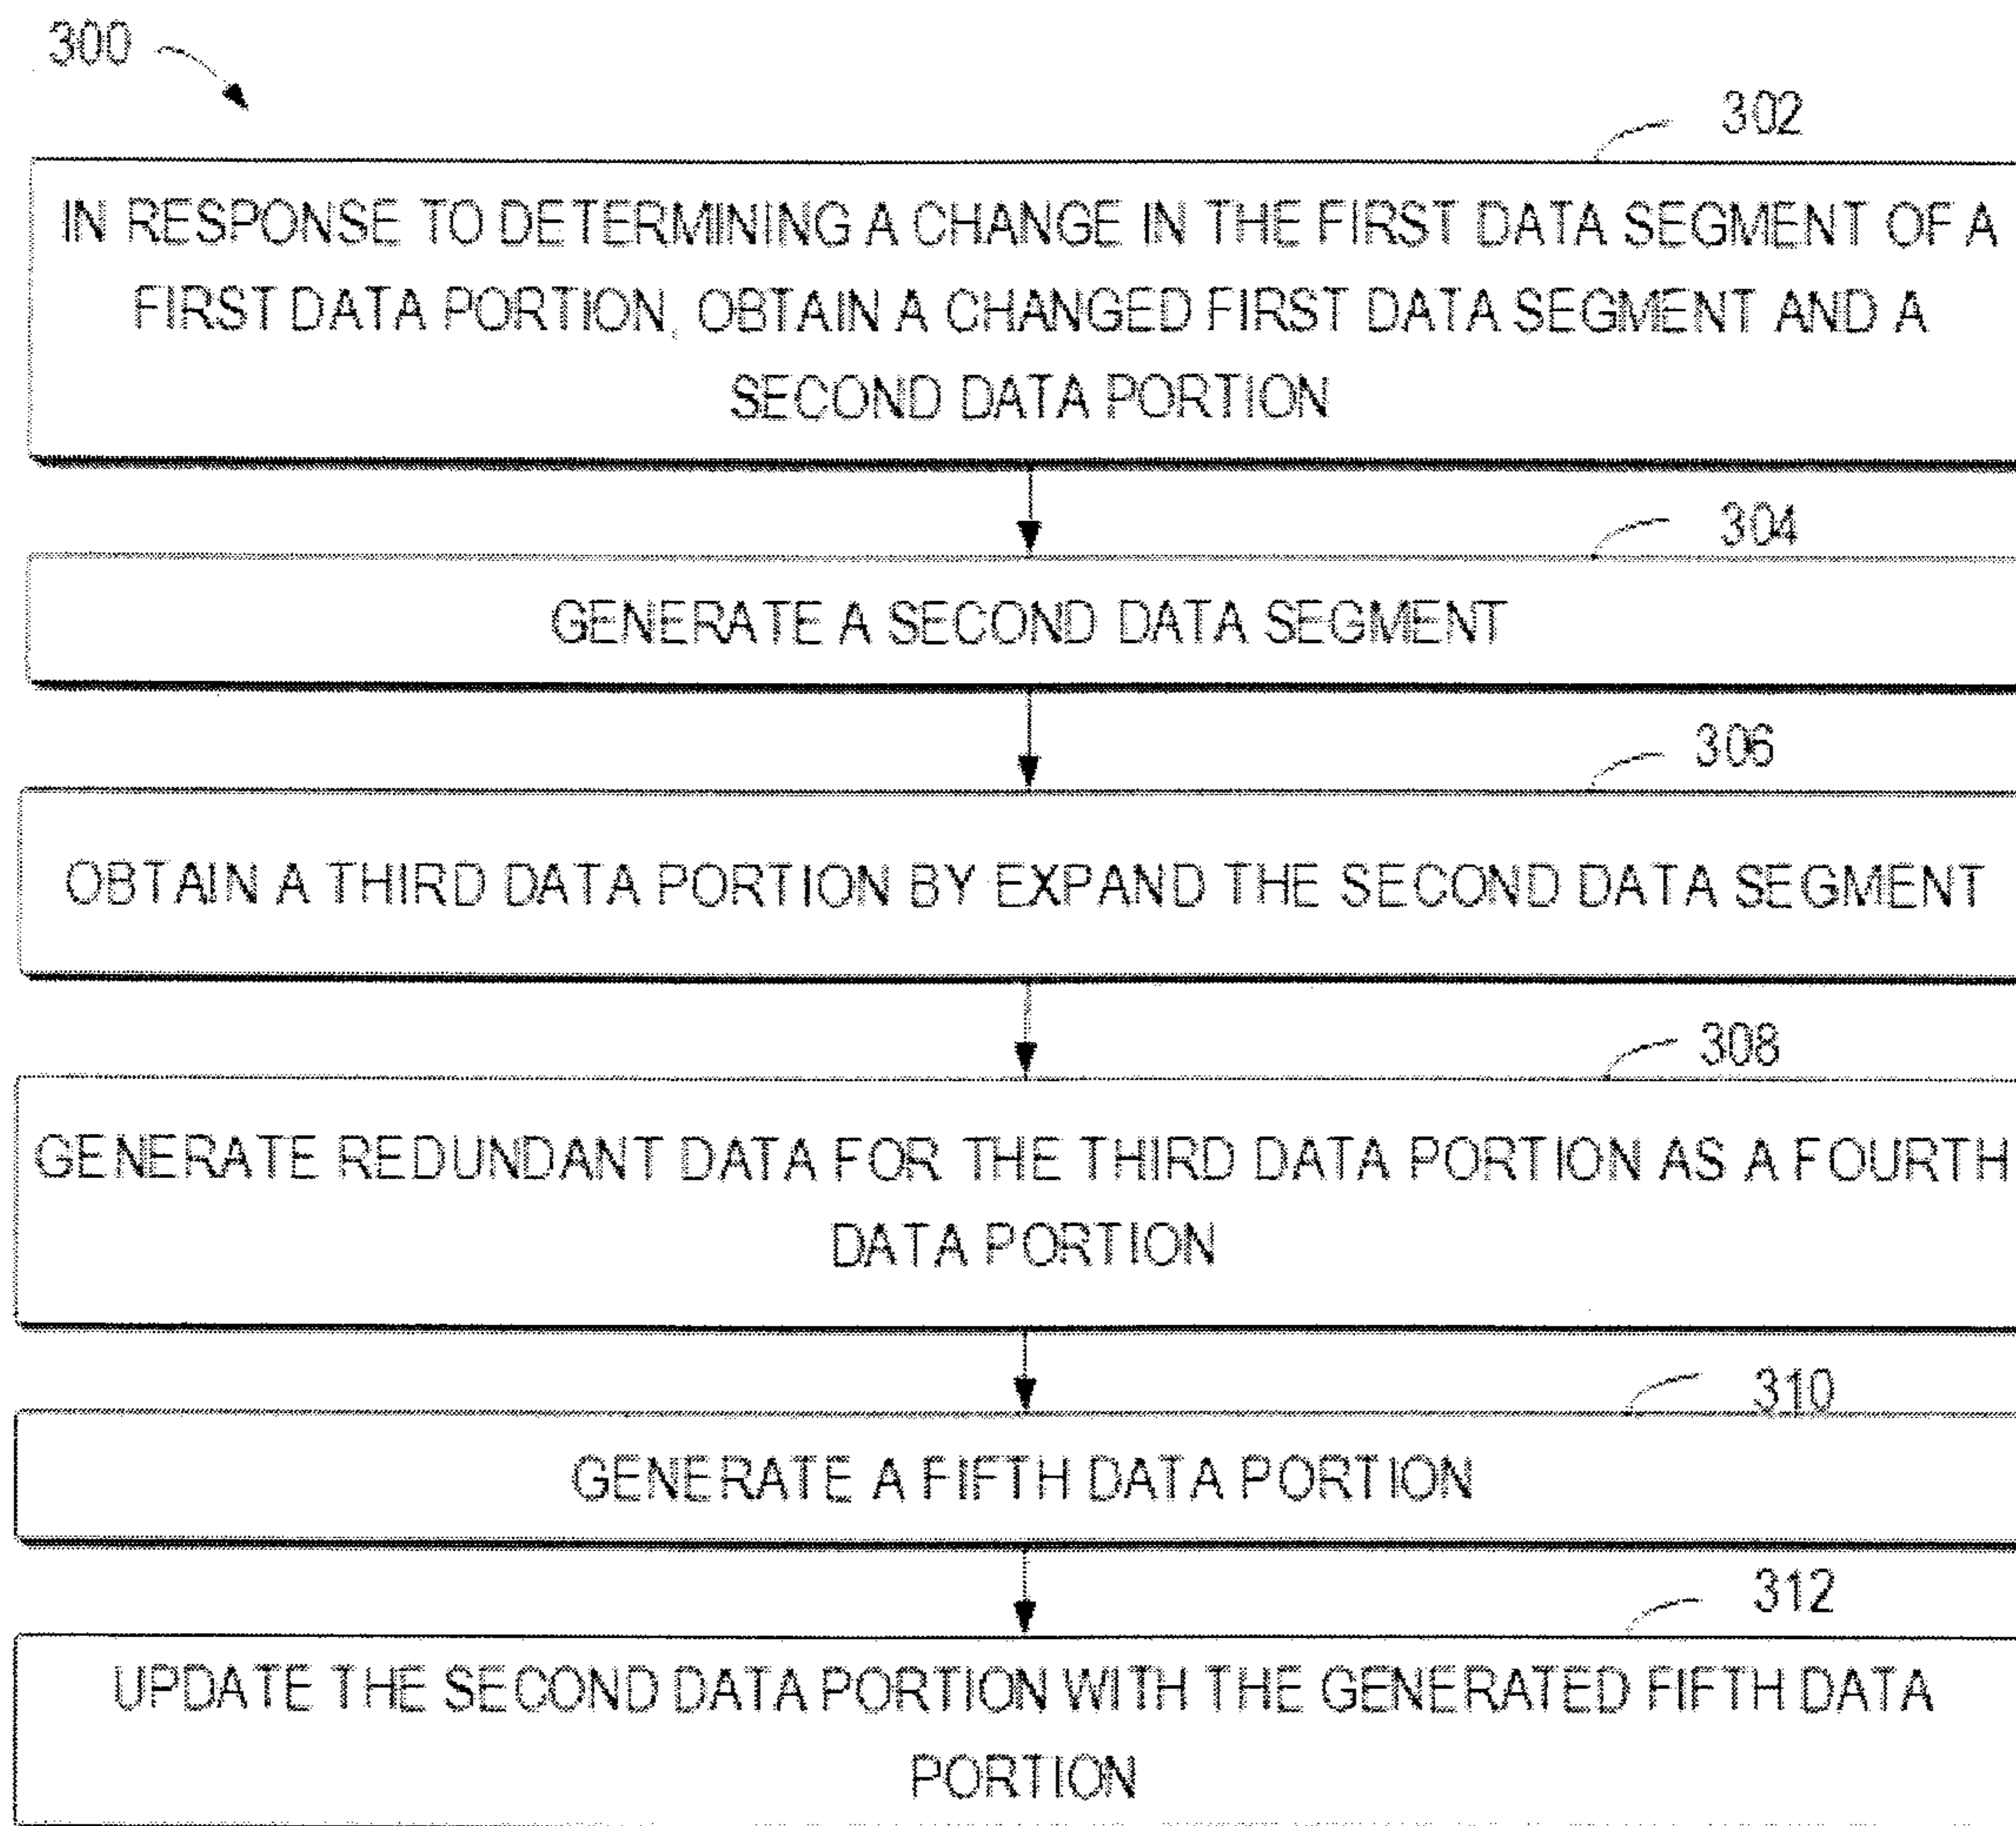 300
302
IN RESPONSE TO DETERMINING A CHANGE IN THE FIRST DATA SEGMENT OF A
FIRST DATA PORTION, OBTAIN A CHANGED FIRST DATA SEGMENT AND A
SECOND DATA PORTION
304
GENERATE A SECOND DATA SEGMENT
306
OBTAIN A THIRD DATA PORTION BY EXPAND THE SECOND DATA SEGMENT
308
GENERATE REDUNDANT DATA FOR THE THIRD DATA PORTION AS A FOURTH
DATA PORTION
310
GENERATE A FIFTH DATA PORTION
312
UPDATE THE SECOND DATA PORTION WITH THE GENERATED FIFTH DATA
PORTION